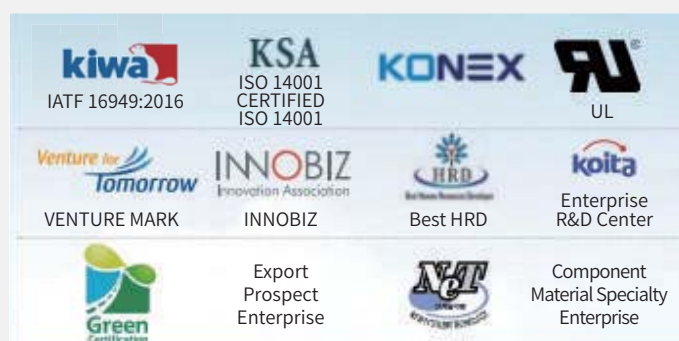 kiwa
IATF 16949:2016
KSA
ISO 14001
CERTIFIED
ISO 14001
KONEX
UL
Venture for
Tomorrow
VENTURE MARK
INNOBIZ
Innovation Association
INNOBIZ
HRD
Best HRD
koita
Enterprise
R&D Center
Green
Certification
Export
Prospect
Enterprise
NeT
Component
Material Specialty
Enterprise